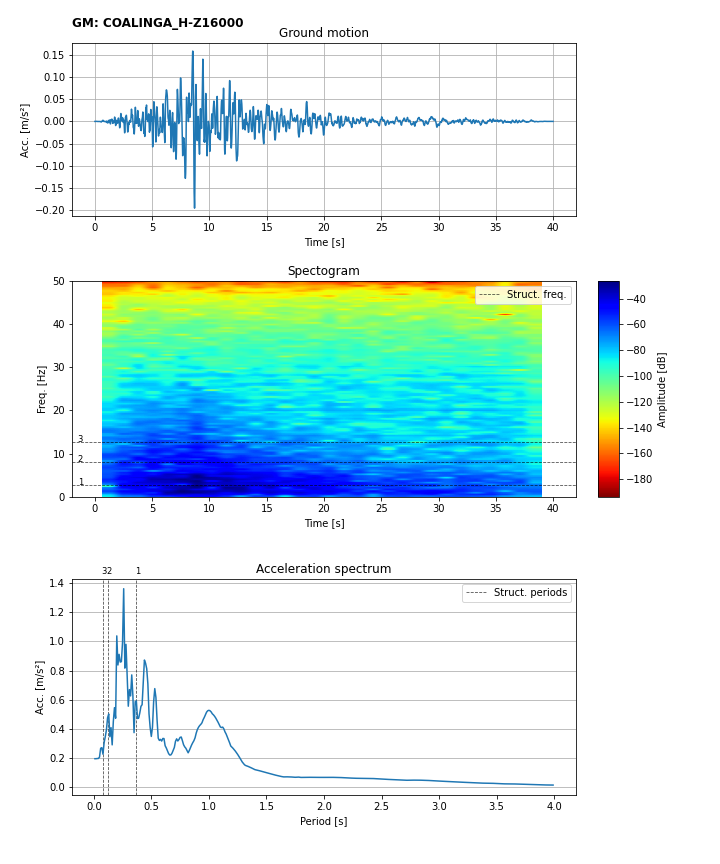 GM: COALINGA_H-Z16000
Ground motion
0.15
0.10
0.05
0.00
−0.05
−0.10
−0.15
−0.20
Acc. [m/s²]
0 5 10 15 20 25 30 35 40
Time [s]
Spectogram
50
40
30
20
10
0
Freq. [Hz]
Struct. freq.
3
2
1
0 5 10 15 20 25 30 35 40
Time [s]
−40
−60
−80
−100
−120
−140
−160
−180
Amplitude [dB]
Acceleration spectrum
32 1
1.4
1.2
1.0
0.8
0.6
0.4
0.2
0.0
Acc. [m/s²]
Struct. periods
0.0 0.5 1.0 1.5 2.0 2.5 3.0 3.5 4.0
Period [s]